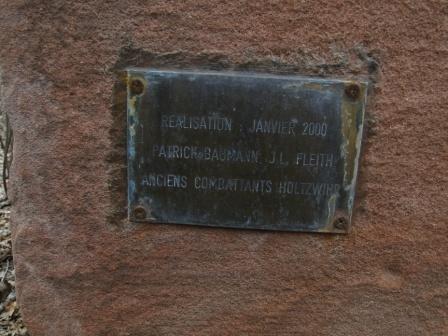 REALISATION : JANVIER 2000
PATRICK BAUMANN, J.L. FLEITH
ANCIENS COMBATTANTS HOLTZWIHR